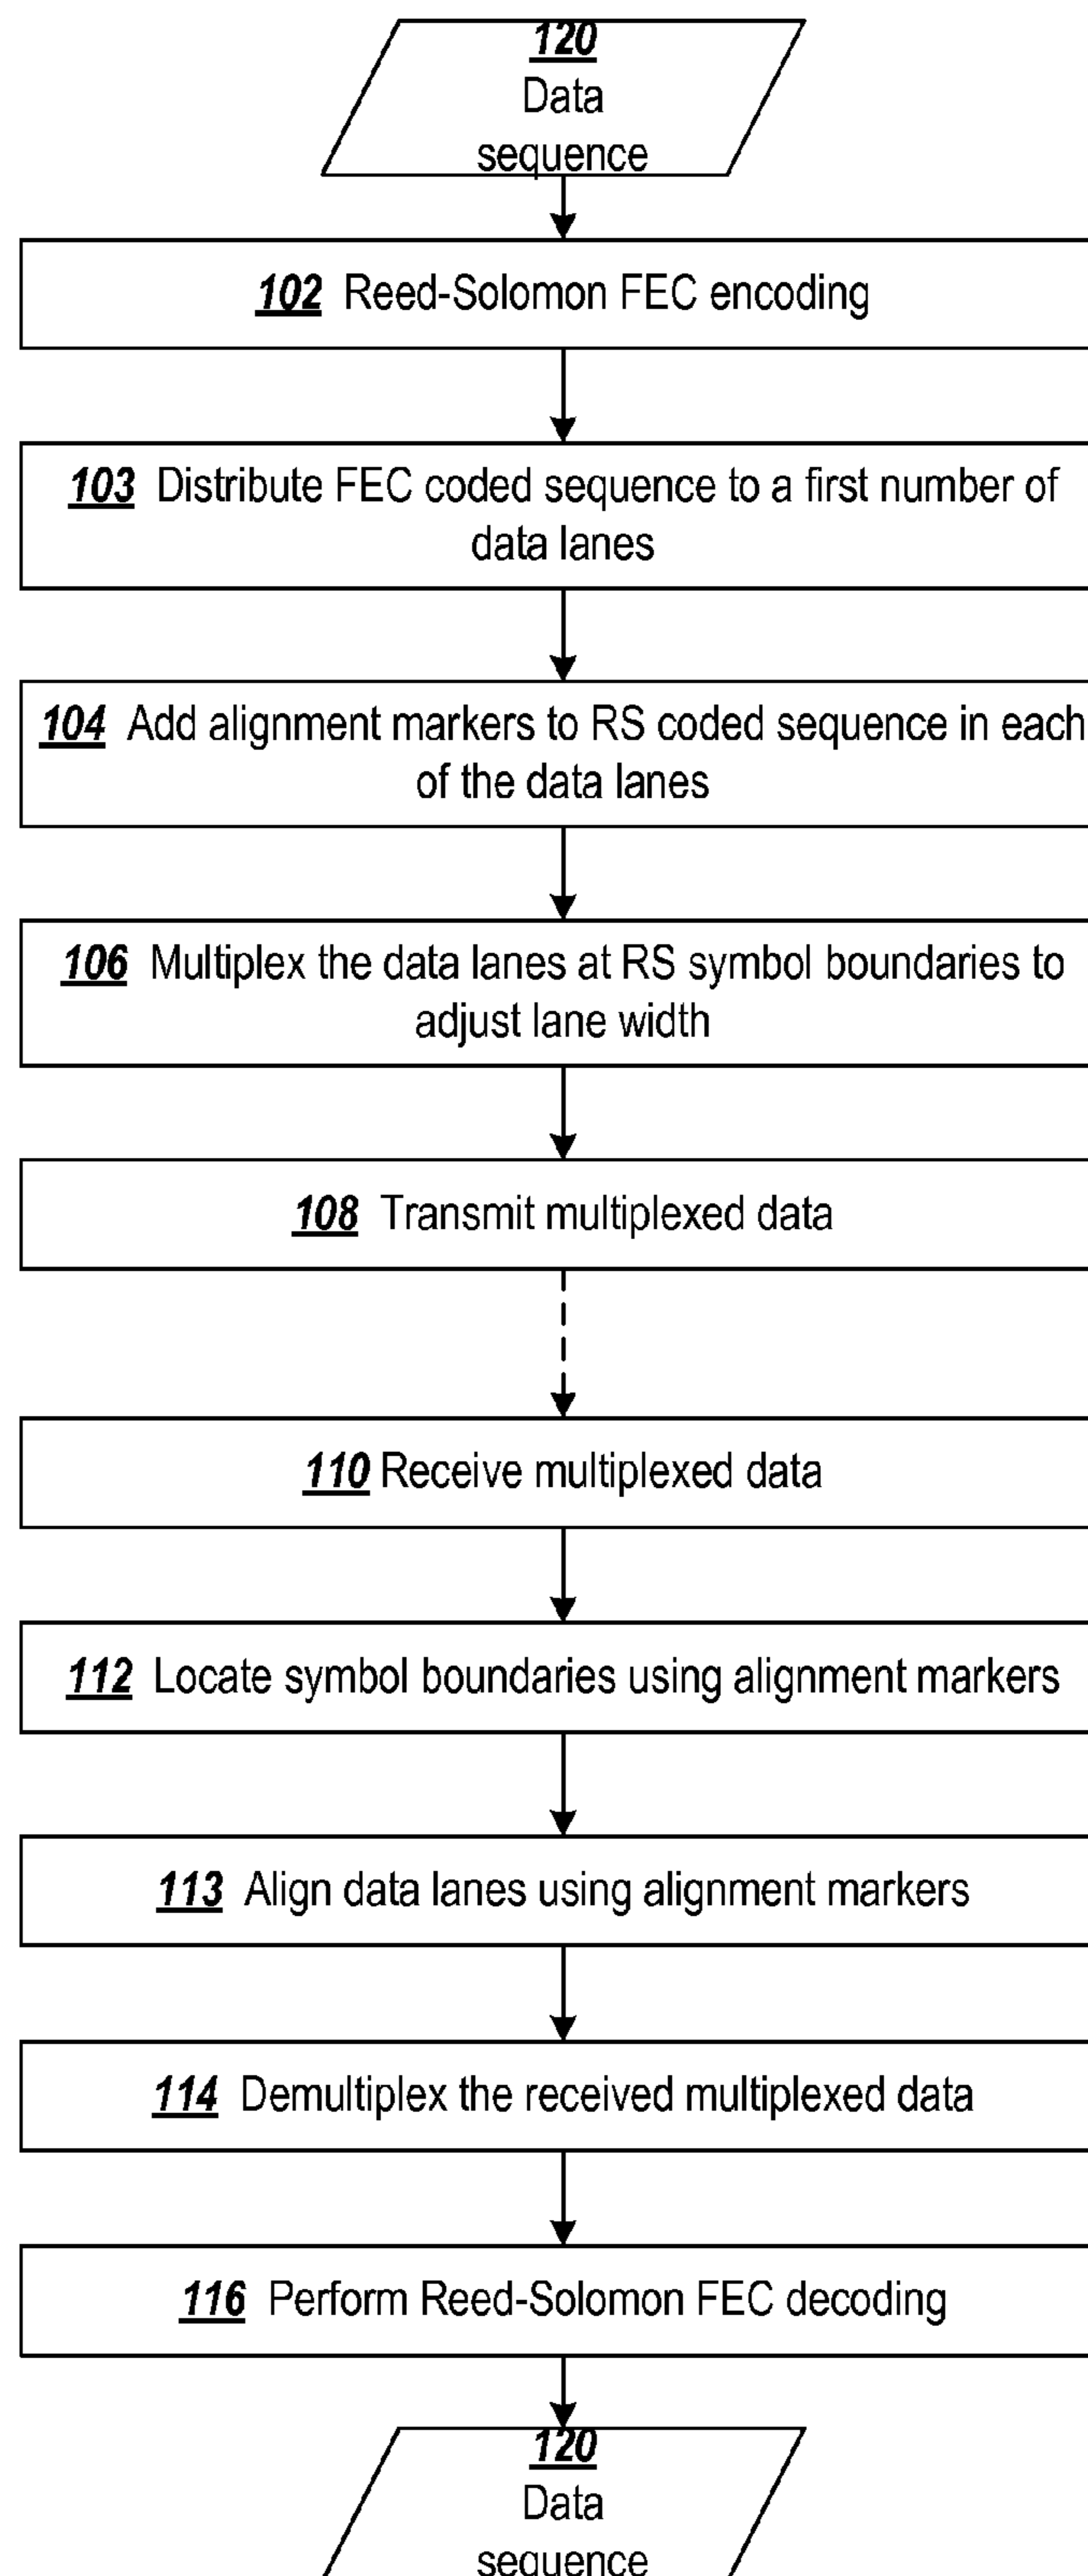 120
Data
sequence
102 Reed-Solomon FEC encoding
103 Distribute FEC coded sequence to a first number of
data lanes
104 Add alignment markers to RS coded sequence in each
of the data lanes
106 Multiplex the data lanes at RS symbol boundaries to
adjust lane width
108 Transmit multiplexed data
110 Receive multiplexed data
112 Locate symbol boundaries using alignment markers
113 Align data lanes using alignment markers
114 Demultiplex the received multiplexed data
116 Perform Reed-Solomon FEC decoding
120
Data
sequence